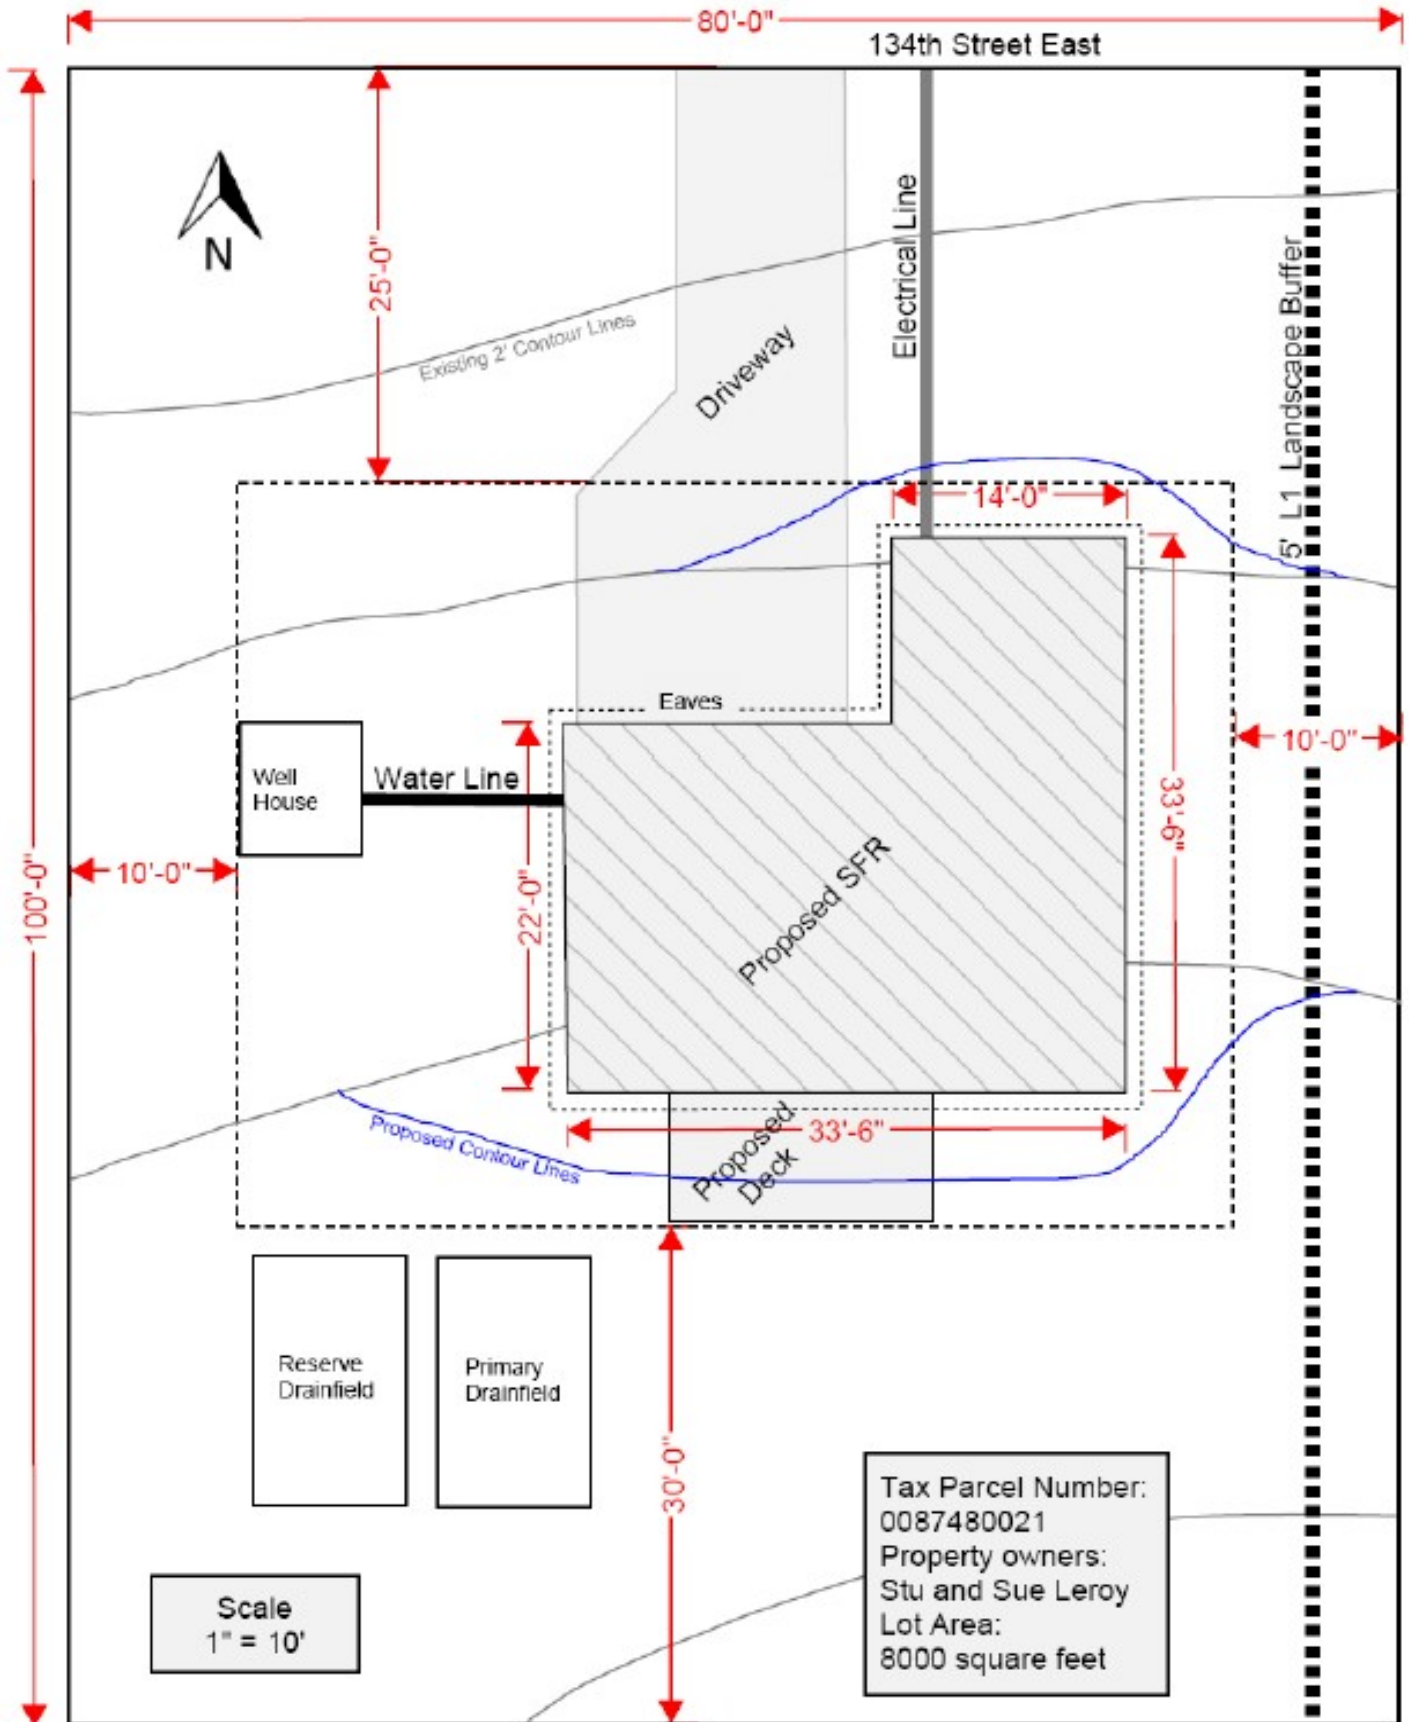 80'-0"
134th Street East
N
25'-0"
Existing 2' Contour Lines
Driveway
Electrical Line
5' L1 Landscape Buffer
14'-0"
Eaves
Well
House
Water Line
10'-0"
33'-6"
100'-0"
10'-0"
22'-0"
Proposed SFR
Proposed Contour Lines
Proposed
Deck
33'-6"
Reserve
Drainfield
Primary
Drainfield
30'-0"
Scale
1" = 10'
Tax Parcel Number:
0087480021
Property owners:
Stu and Sue Leroy
Lot Area:
8000 square feet